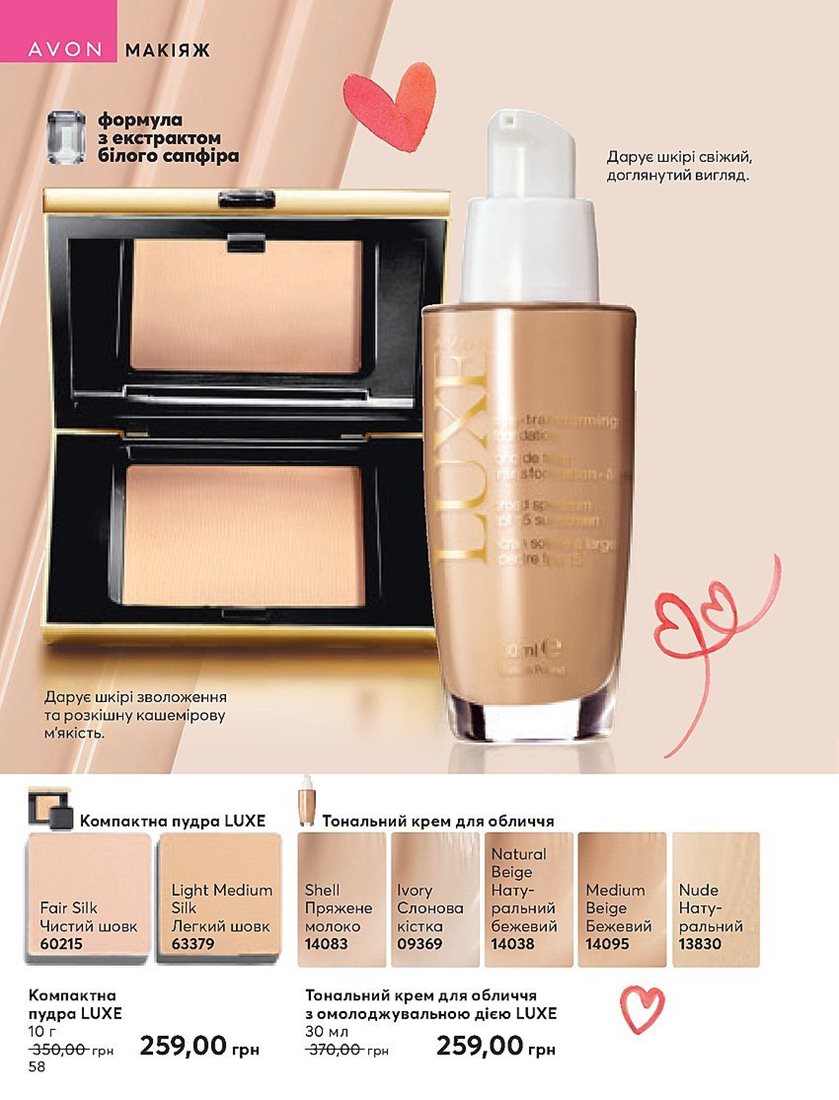 AVON МАКІЯЖ
формула
з екстрактом
білого сапфіра
Дарує шкірі свіжий,
доглянутий вигляд.
LUXE
foundation
30 ml e
Дарує шкірі зволоження
та розкішну кашемірову
м'якість.
Компактна пудра LUXE
Fair Silk
Чистий шовк
60215
Light Medium
Silk
Легкий шовк
63379
Тональний крем для обличчя
Shell
Пряжене
молоко
14083
Ivory
Слонова
кістка
09369
Natural
Beige
Нату-
ральний
бежевий
14038
Medium
Beige
Бежевий
14095
Nude
Нату-
ральний
13830
Компактна
пудра LUXE
10 г
350,00 грн 259,00 грн
Тональний крем для обличчя
з омолоджувальною дією LUXE
30 мл
370,00 грн 259,00 грн
58